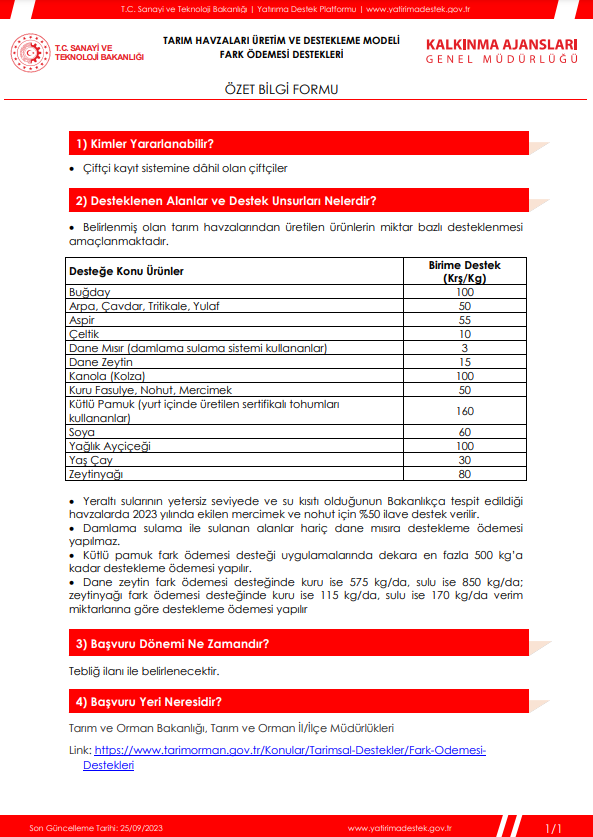 T.C. Sanayi ve Teknoloji Bakanlığı | Yatırıma Destek Platformu | www.yatirimadestek.gov.tr
T.C. SANAYİ VE
TEKNOLOJİ BAKANLIĞI
TARIM HAVZALARI ÜRETİM VE DESTEKLEME MODELİ
FARK ÖDEMESİ DESTEKLERİ
KALKINMA AJANSLARI
GENEL MÜDÜRLÜĞÜ
ÖZET BİLGİ FORMU
1) Kimler Yararlanabilir?
• Çiftçi kayıt sistemine dâhil olan çiftçiler
2) Desteklenen Alanlar ve Destek Unsurları Nelerdir?
• Belirlenmiş olan tarım havzalarından üretilen ürünlerin miktar bazlı desteklenmesi
amaçlanmaktadır.
Desteğe Konu Ürünler Birime Destek
(Krş/Kg)
Buğday 100
Arpa, Çavdar, Tritikale, Yulaf 50
Aspir 55
Çeltik 10
Dane Mısır (damlama sulama sistemi kullananlar) 3
Dane Zeytin 15
Kanola (Kolza) 100
Kuru Fasulye, Nohut, Mercimek 50
Kütlü Pamuk (yurt içinde üretilen sertifikalı tohumları
kullananlar) 160
Soya 60
Yağlık Ayçiçeği 100
Yaş Çay 30
Zeytinyağı 80
• Yeraltı sularının yetersiz seviyede ve su kısıtı olduğunun Bakanlıkça tespit edildiği
havzalarda 2023 yılında ekilen mercimek ve nohut için %50 ilave destek verilir.
• Damlama sulama ile sulanan alanlar hariç dane mısıra destekleme ödemesi
yapılmaz.
• Kütlü pamuk fark ödemesi desteği uygulamalarında dekara en fazla 500 kg’a
kadar destekleme ödemesi yapılır.
• Dane zeytin fark ödemesi desteğinde kuru ise 575 kg/da, sulu ise 850 kg/da;
zeytinyağı fark ödemesi desteğinde kuru ise 115 kg/da, sulu ise 170 kg/da verim
miktarlarına göre destekleme ödemesi yapılır
3) Başvuru Dönemi Ne Zamandır?
Tebliğ ilanı ile belirlenecektir.
4) Başvuru Yeri Neresidir?
Tarım ve Orman Bakanlığı, Tarım ve Orman İl/İlçe Müdürlükleri
Link: https://www.tarimorman.gov.tr/Konular/Tarimsal-Destekler/Fark-Odemesi-
Destekleri
Son Güncelleme Tarihi: 25/09/2023 www.yatirimadestek.gov.tr 1/1